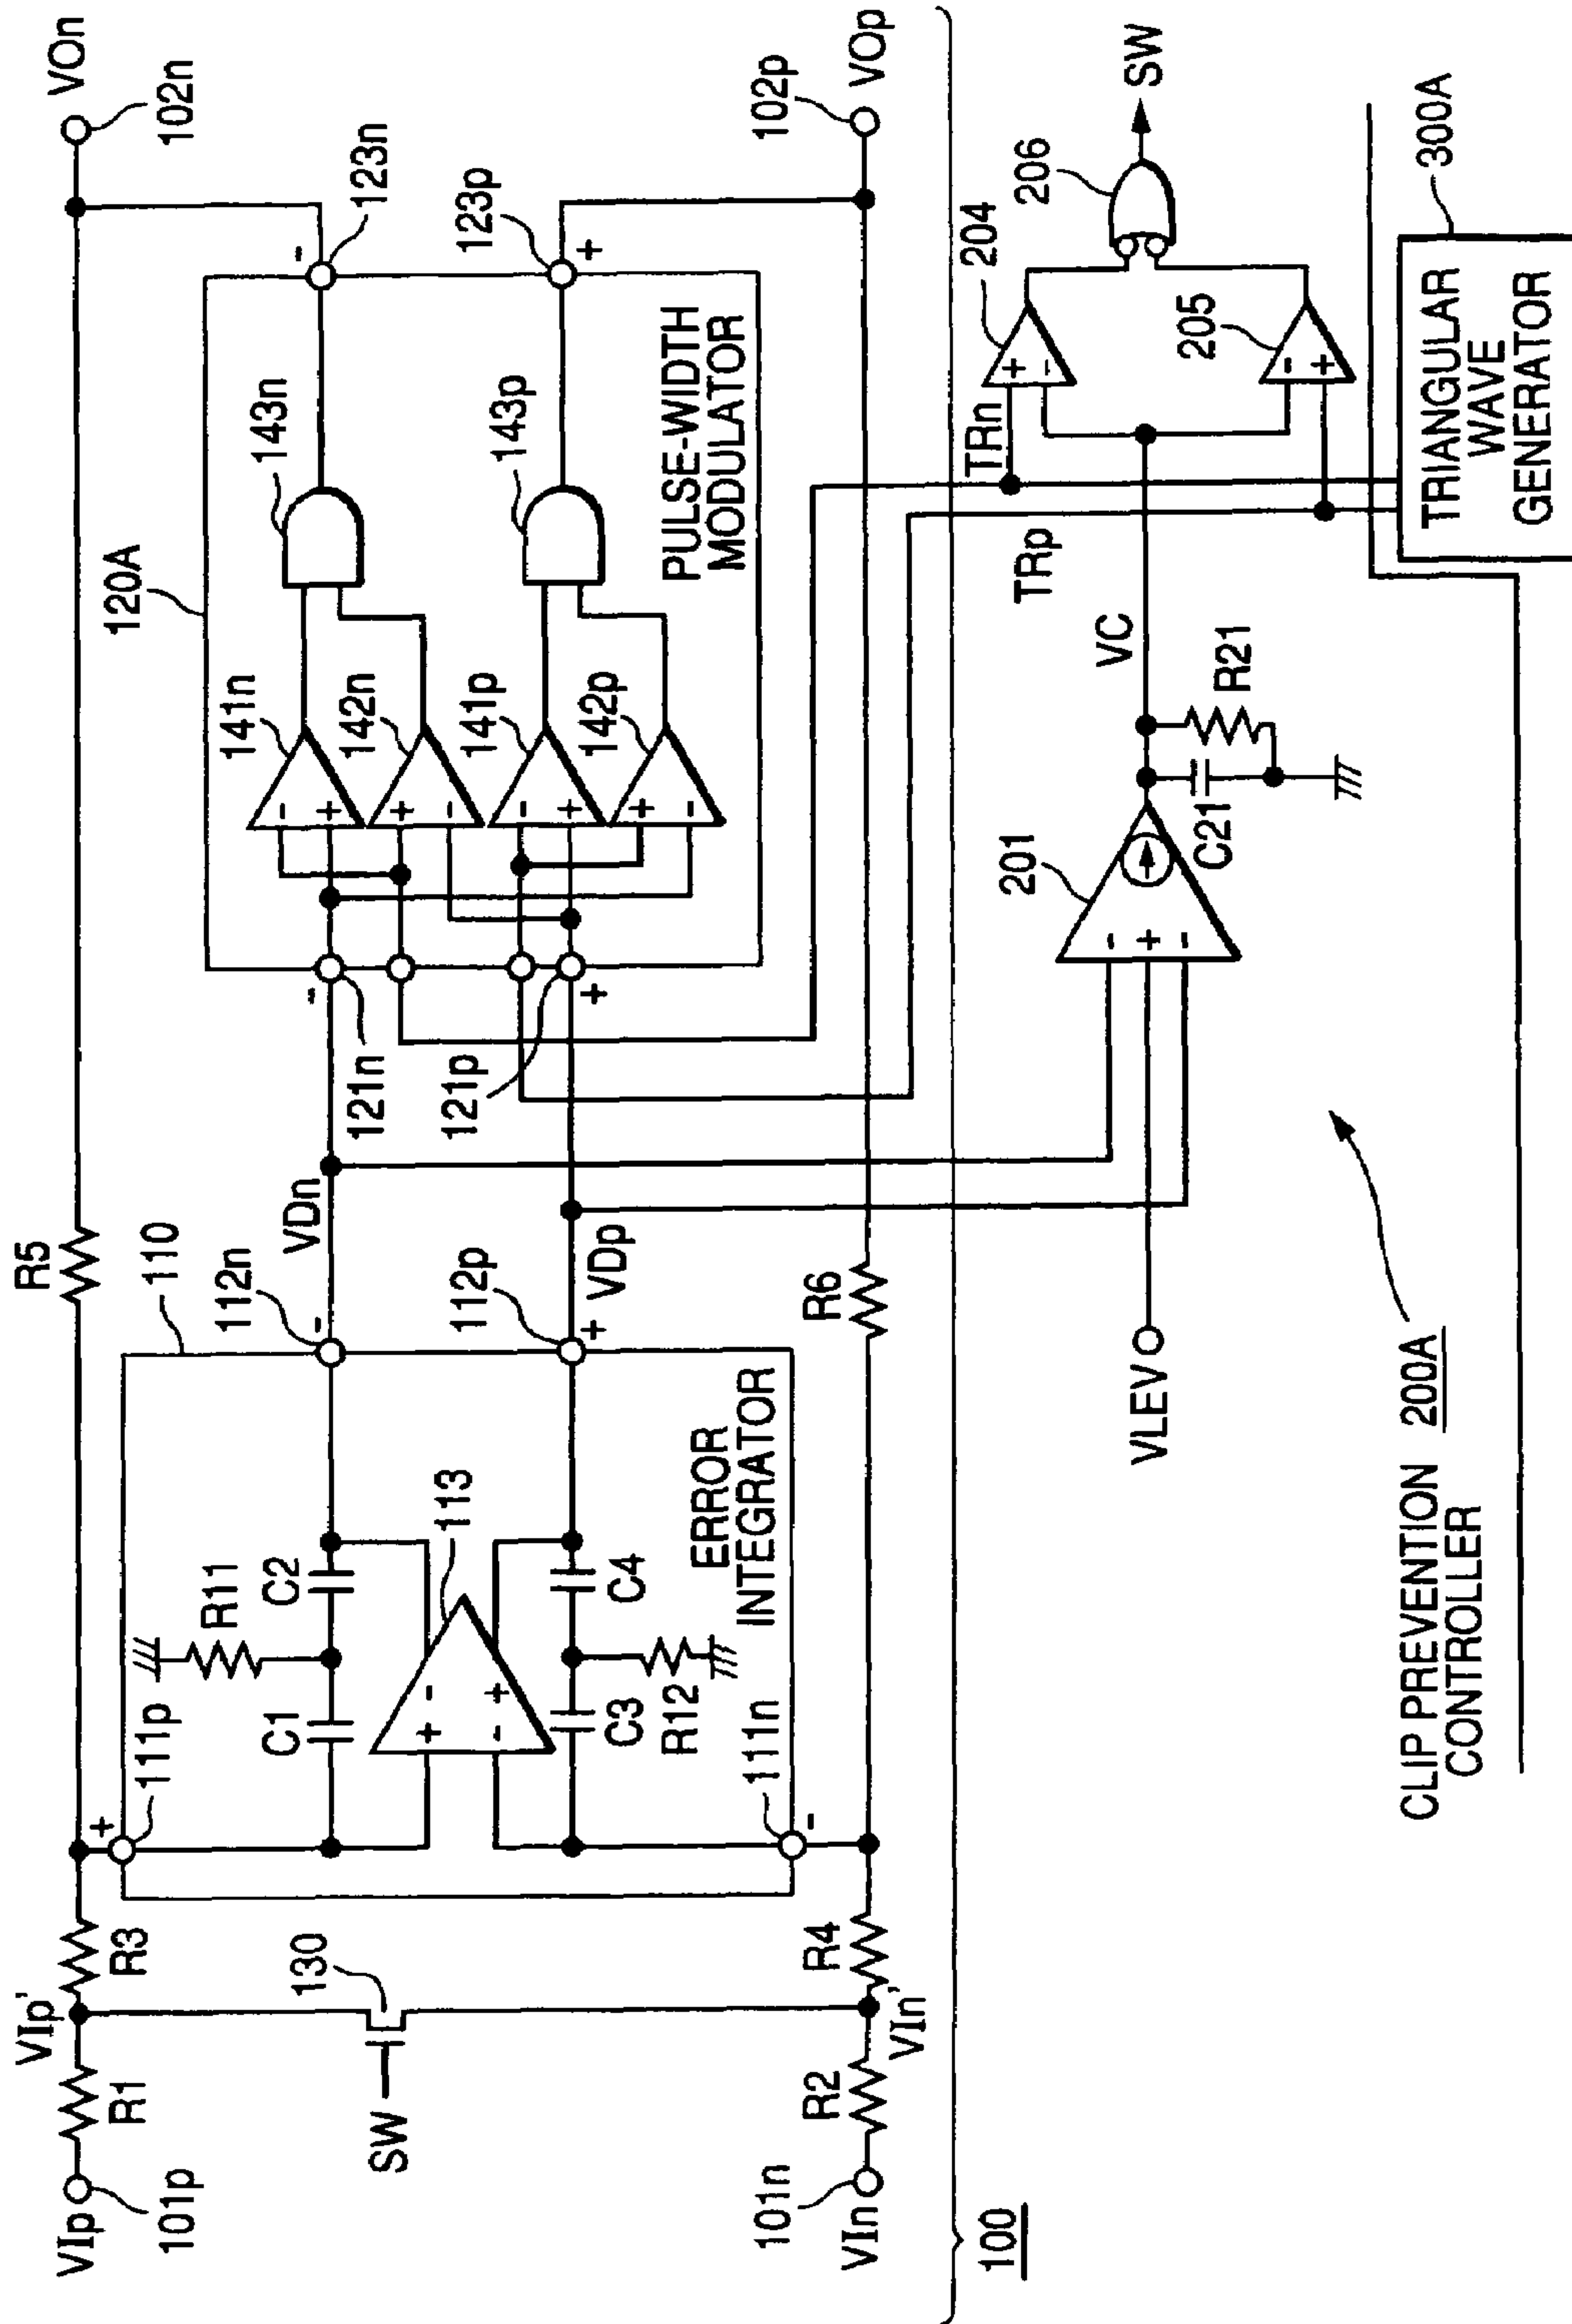 VOn
102n
R5
R3
R1
VIp'
VIp
101p
+
111p
110
112n
-
VDn
120A
121n
-
141n
-
+
142n
+
-
141p
-
+
142p
+
-
143n
143p
-
123n
123p
+
PULSE-WIDTH
MODULATOR
C1
R11
C2
113
+
-
-
+
C3
C4
R12
ERROR
INTEGRATOR
112p
+
VDp
121p
+
111n
-
SW
130
R2
R4
R6
VIn'
VIn
101n
102p
VOp
100
VLEV
201
-
+
-
C21
R21
VC
TRp
TRn
204
+
-
205
-
+
206
SW
CLIP PREVENTION 200A
CONTROLLER
300A
TRIANGULAR
WAVE
GENERATOR